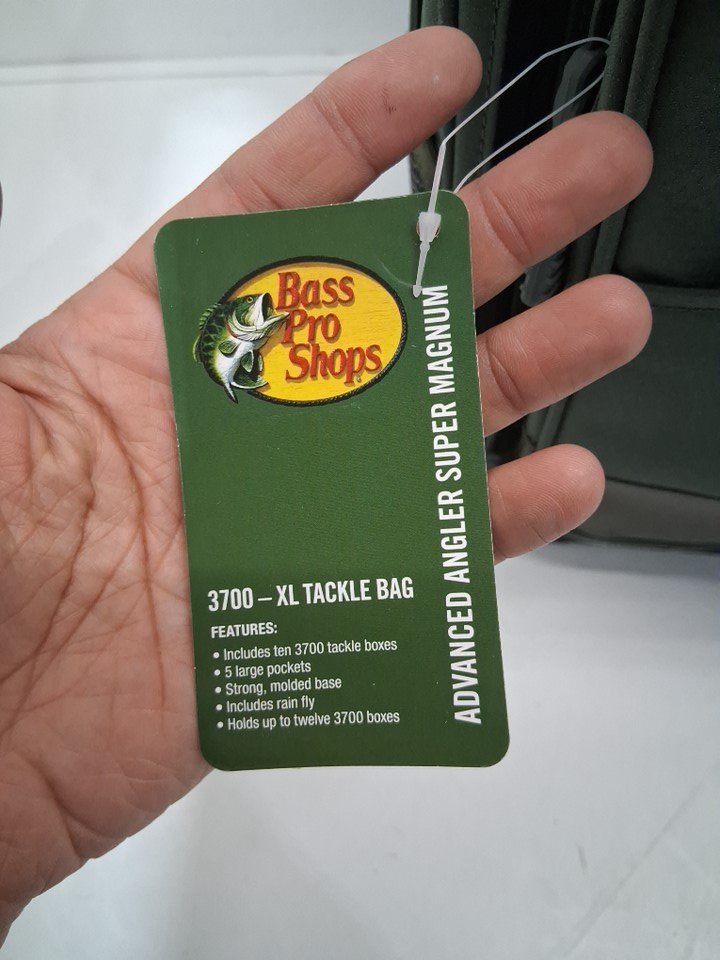 Bass
Pro
Shops
ADVANCED ANGLER SUPER MAGNUM
3700 – XL TACKLE BAG
FEATURES:
• Includes ten 3700 tackle boxes
• 5 large pockets
• Strong, molded base
• Includes rain fly
• Holds up to twelve 3700 boxes